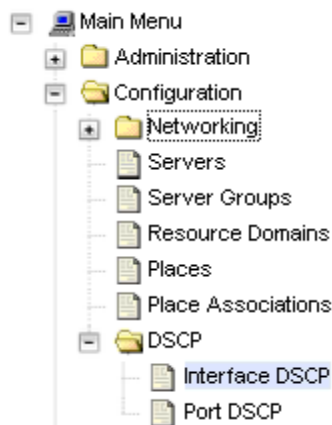 Main Menu
Administration
Configuration
Networking
Servers
Server Groups
Resource Domains
Places
Place Associations
DSCP
Interface DSCP
Port DSCP